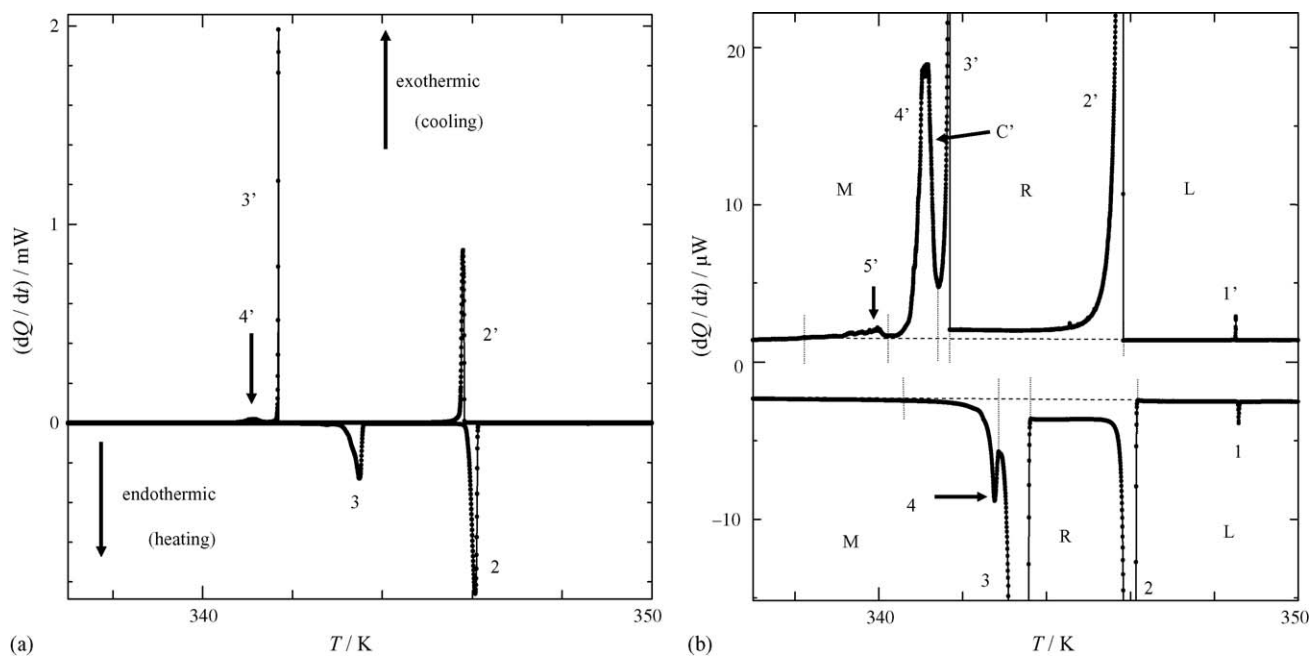 2
1
0
(dQ / dt) / mW
exothermic
(cooling)
3'
4'
2'
endothermic
(heating)
3
2
340
350
T / K
(a)
20
10
0
−10
(dQ / dt) / µW
3'
4'
C'
2'
M
R
L
5'
1'
1
4
M
R
L
3
2
340
350
T / K
(b)